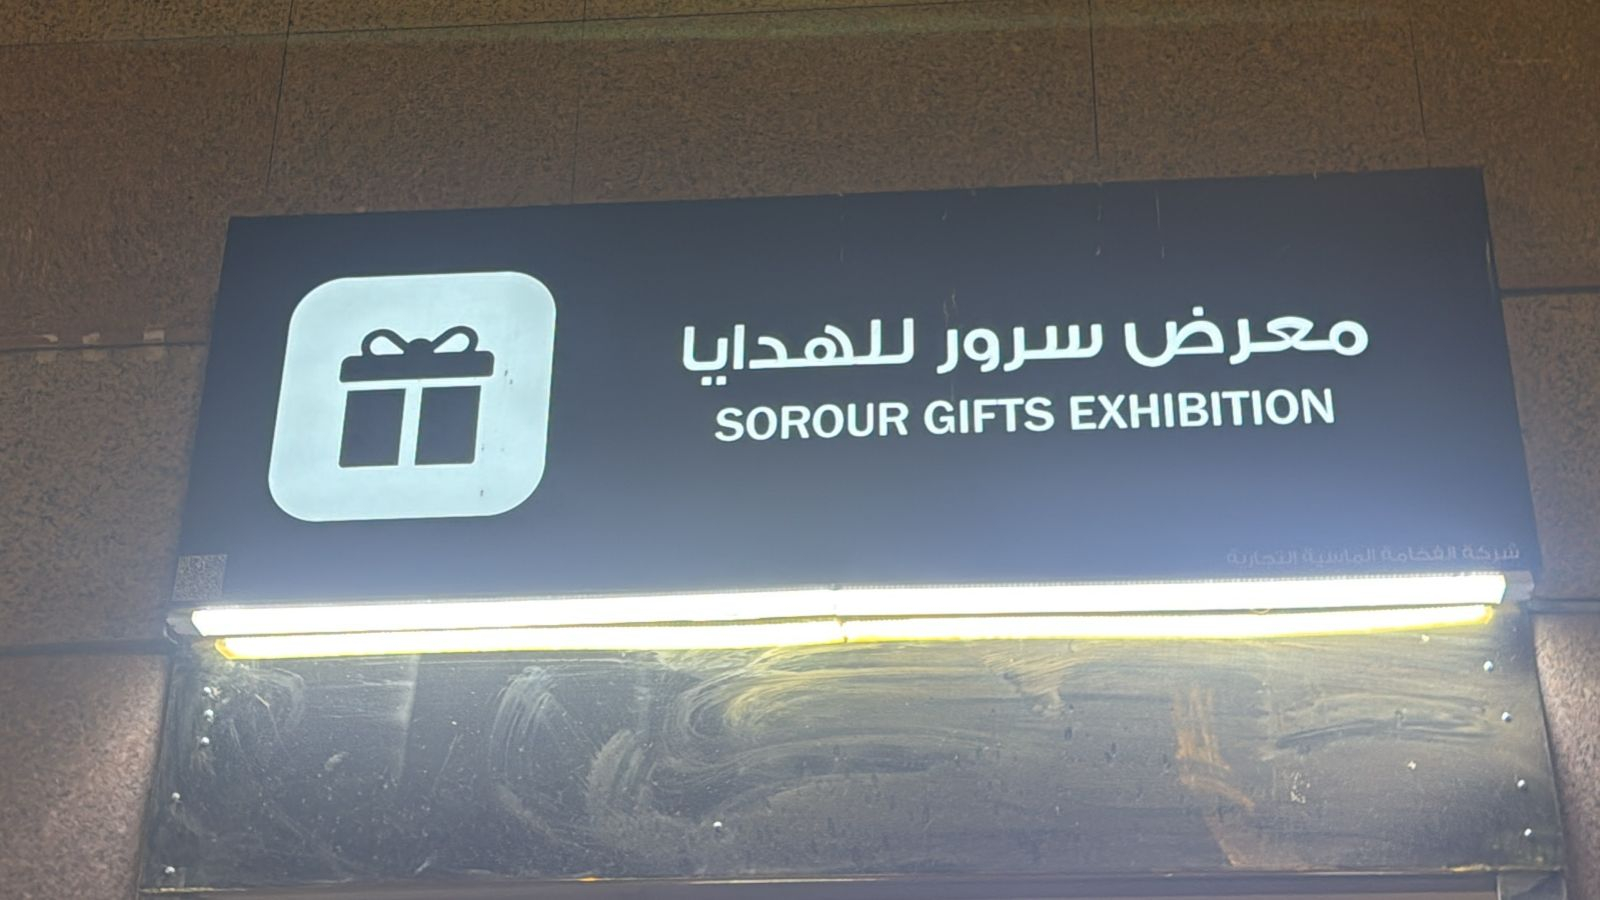 معرض سرور للهدايا
SOROUR GIFTS EXHIBITION
شركة الفخامة الماسية التجارية